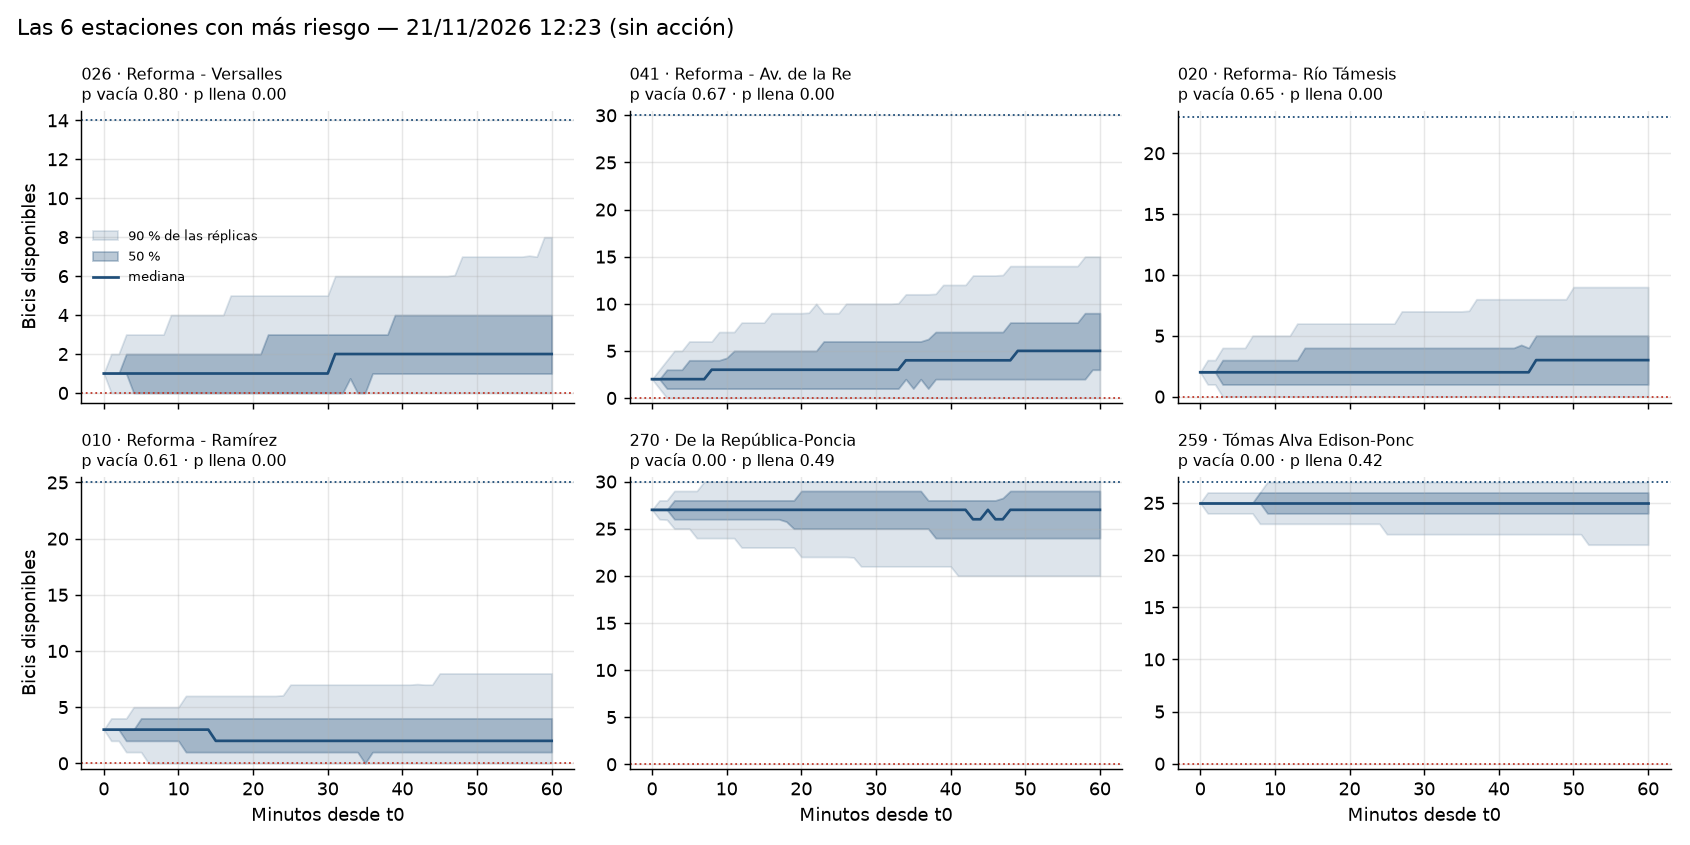 Las 6 estaciones con más riesgo — 21/11/2026 12:23 (sin acción)
026 · Reforma - Versalles
p vacía 0.80 · p llena 0.00
14
12
10
8
6
4
2
0
Bicis disponibles
90 % de las réplicas
50 %
mediana
0 10 20 30 40 50 60
041 · Reforma - Av. de la Re
p vacía 0.67 · p llena 0.00
30
25
20
15
10
5
0
020 · Reforma- Río Támesis
p vacía 0.65 · p llena 0.00
20
15
10
5
0
010 · Reforma - Ramírez
p vacía 0.61 · p llena 0.00
25
20
15
10
5
0
Bicis disponibles
0 10 20 30 40 50 60
Minutos desde t0
270 · De la República-Poncia
p vacía 0.00 · p llena 0.49
30
25
20
15
10
5
0
0 10 20 30 40 50 60
Minutos desde t0
259 · Tómas Alva Edison-Ponc
p vacía 0.00 · p llena 0.42
25
20
15
10
5
0
0 10 20 30 40 50 60
Minutos desde t0